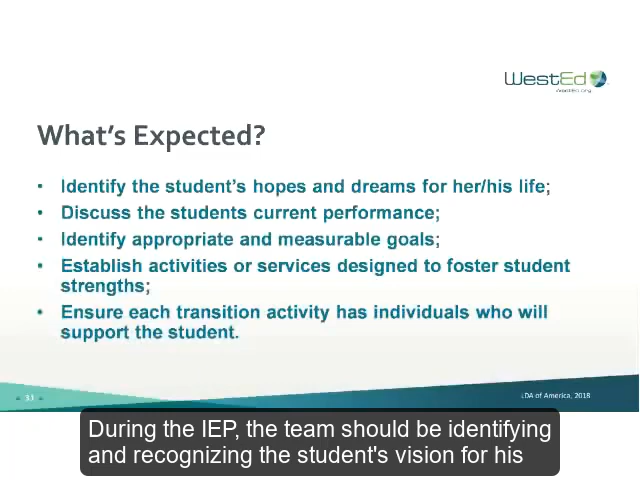 WestEd
WestEd.org
What's Expected?
• Identify the student's hopes and dreams for her/his life;
• Discuss the students current performance;
• Identify appropriate and measurable goals;
• Establish activities or services designed to foster student
strengths;
• Ensure each transition activity has individuals who will
support the student.
33
LDA of America, 2018
During the IEP, the team should be identifying
and recognizing the student's vision for his